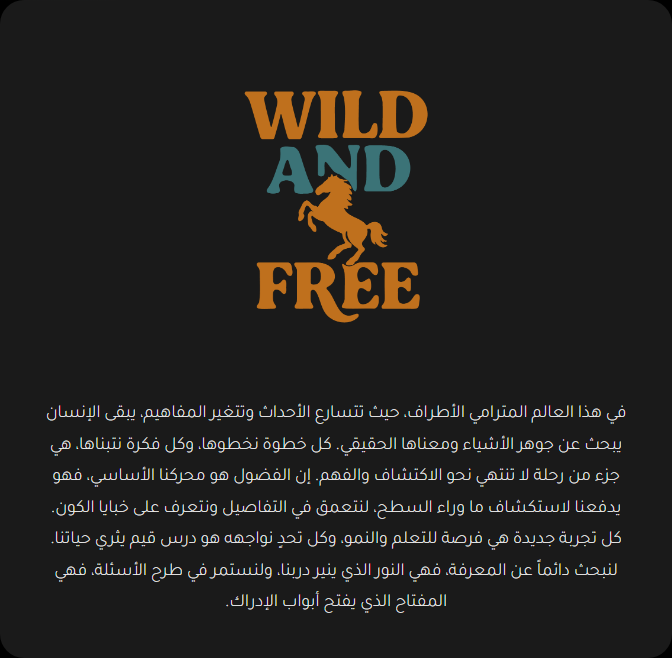 WILD
AND
FREE
في هذا العالم المترامي الأطراف، حيث تتسارع الأحداث وتتغير المفاهيم، يبقى الإنسان
يبحث عن جوهر الأشياء ومعناها الحقيقي. كل خطوة نخطوها، وكل فكرة نتبناها، هي
جزء من رحلة لا تنتهي نحو الاكتشاف والفهم. إن الفضول هو محركنا الأساسي، فهو
يدفعنا لاستكشاف ما وراء السطح، لنتعمق في التفاصيل ونتعرف على خبايا الكون.
كل تجربة جديدة هي فرصة للتعلم والنمو، وكل تحدٍ نواجهه هو درس قيم يثري حياتنا.
لنبحث دائماً عن المعرفة، فهي النور الذي ينير دربنا، ولنستمر في طرح الأسئلة، فهي
المفتاح الذي يفتح أبواب الإدراك.